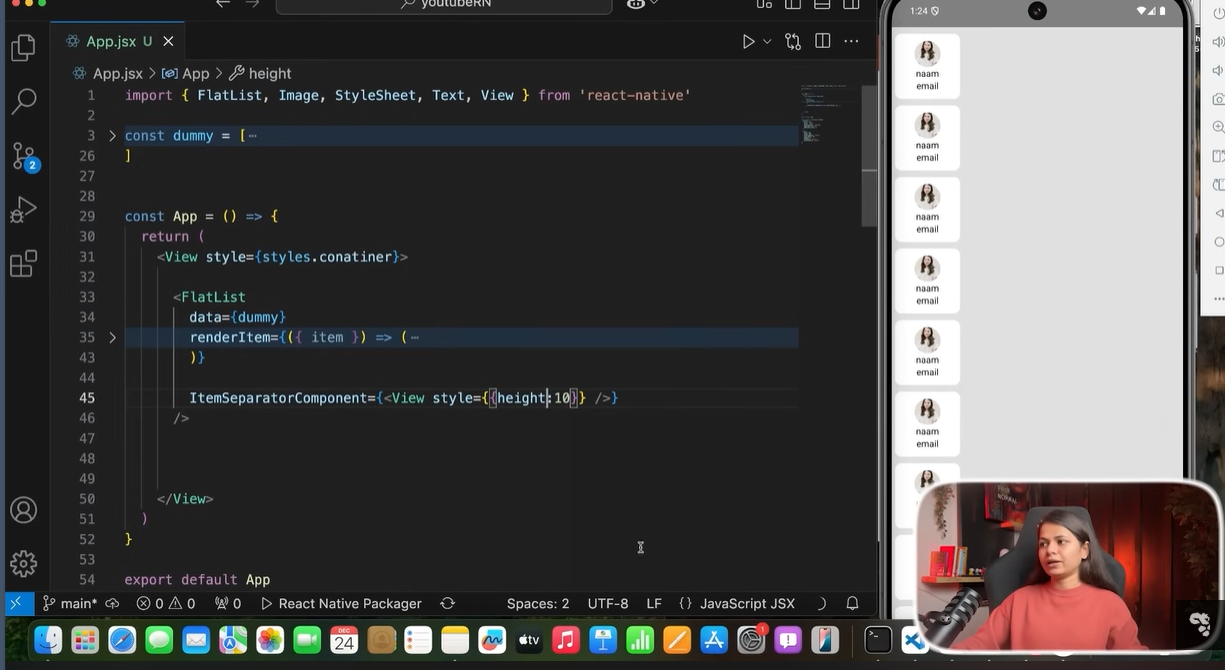 youtubeRN
App.jsx U
App.jsx > App > height
1 import { FlatList, Image, StyleSheet, Text, View } from 'react-native'
2
3 const dummy = [ ⋯
26 ]
27
28
29 const App = () => {
30 return (
31 <View style={styles.conatiner}>
32
33 <FlatList
34 data={dummy}
35 renderItem={({ item }) => ( ⋯
43 )}
44
45 ItemSeparatorComponent={<View style={{height:10}} />}
46 />
47
48
49
50 </View>
51 )
52 }
53
54 export default App
2
main* 0 0 0 React Native Packager Spaces: 2 UTF-8 LF {} JavaScript JSX
DEC
24
tv
1
1:24
naam
email
naam
email
naam
email
naam
email
naam
email
naam
email